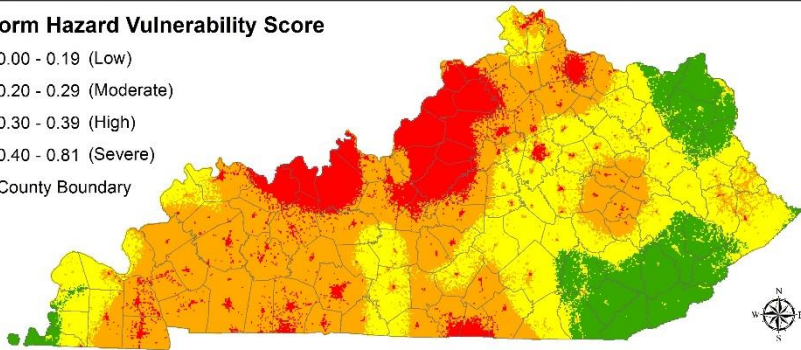 orm Hazard Vulnerability Score
0.00 - 0.19 (Low)
0.20 - 0.29 (Moderate)
0.30 - 0.39 (High)
0.40 - 0.81 (Severe)
County Boundary
N
W E
S